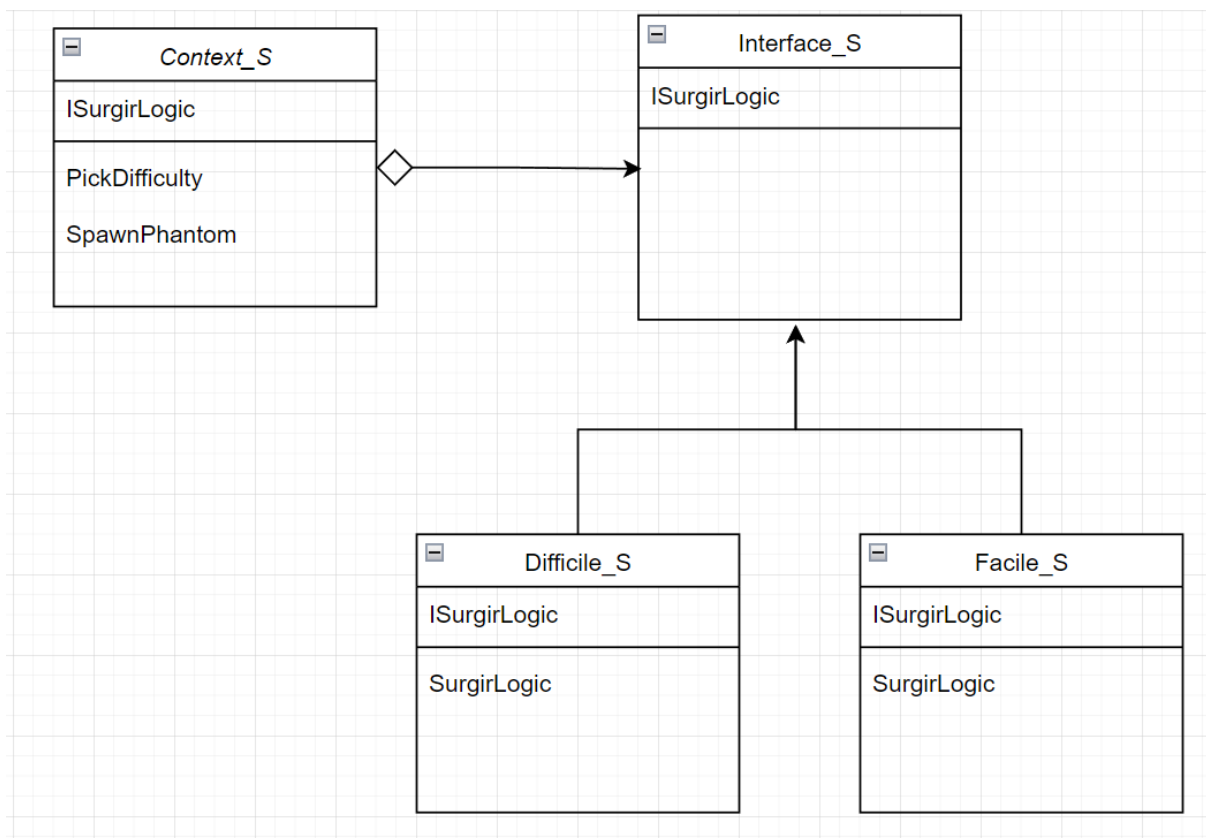 Context_S
ISurgirLogic
PickDifficulty
SpawnPhantom
Interface_S
ISurgirLogic
Difficile_S
ISurgirLogic
SurgirLogic
Facile_S
ISurgirLogic
SurgirLogic